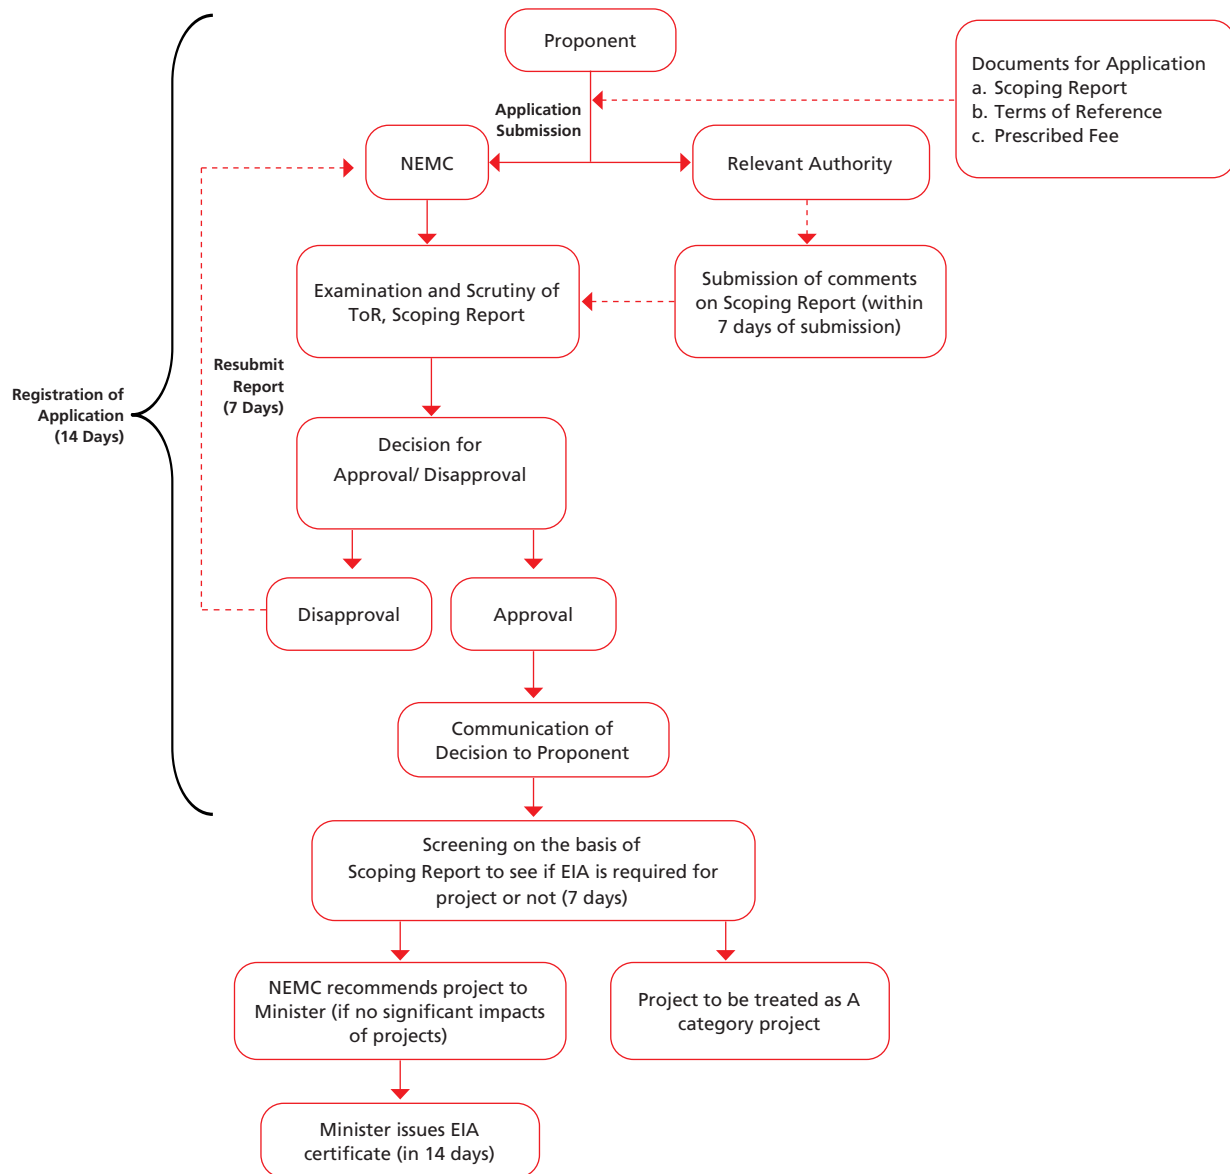 Proponent
Documents for Application
a. Scoping Report
b. Terms of Reference
c. Prescribed Fee
Application
Submission
NEMC
Relevant Authority
Examination and Scrutiny of
ToR, Scoping Report
Submission of comments
on Scoping Report (within
7 days of submission)
Resubmit
Report
(7 Days)
Registration of
Application
(14 Days)
Decision for
Approval/ Disapproval
Disapproval
Approval
Communication of
Decision to Proponent
Screening on the basis of
Scoping Report to see if EIA is required for
project or not (7 days)
NEMC recommends project to
Minister (if no significant impacts
of projects)
Project to be treated as A
category project
Minister issues EIA
certificate (in 14 days)